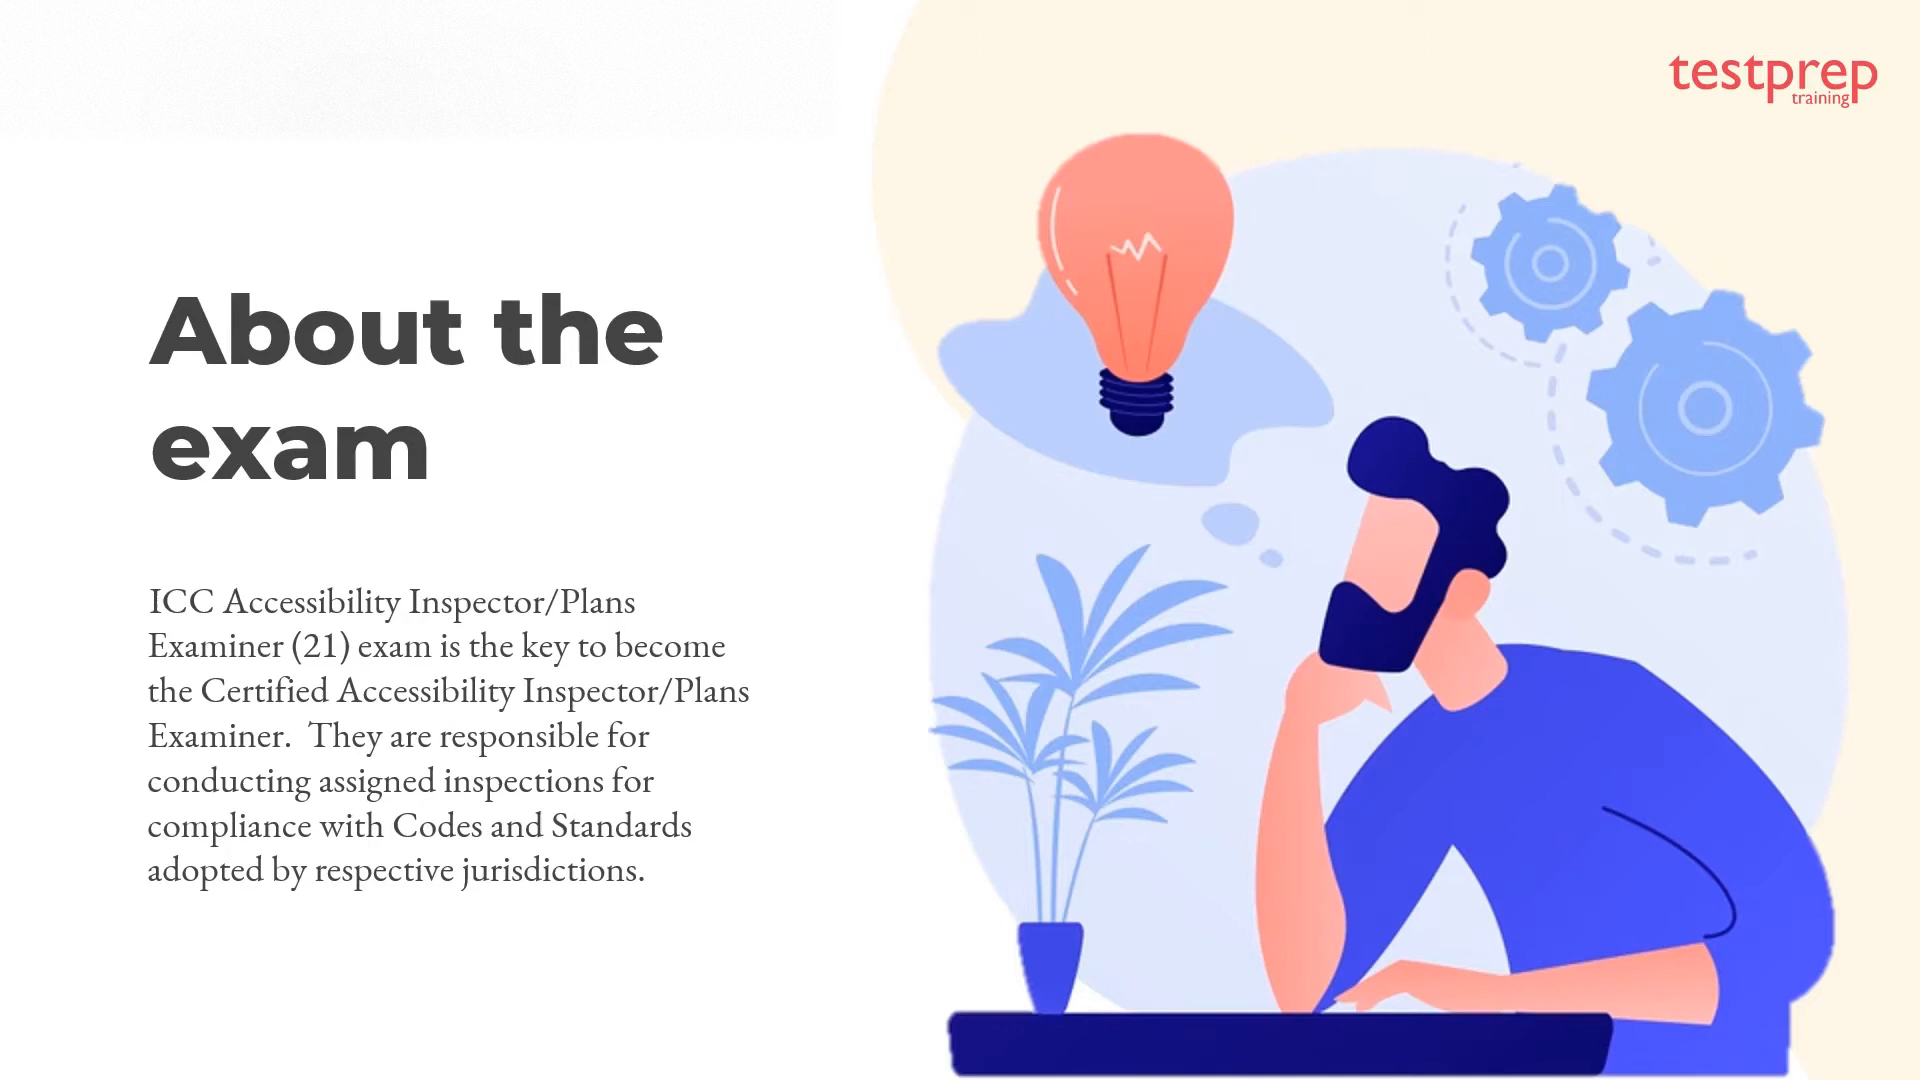 testprep
training
About the
exam
ICC Accessibility Inspector/Plans
Examiner (21) exam is the key to become
the Certified Accessibility Inspector/Plans
Examiner.  They are responsible for
conducting assigned inspections for
compliance with Codes and Standards
adopted by respective jurisdictions.